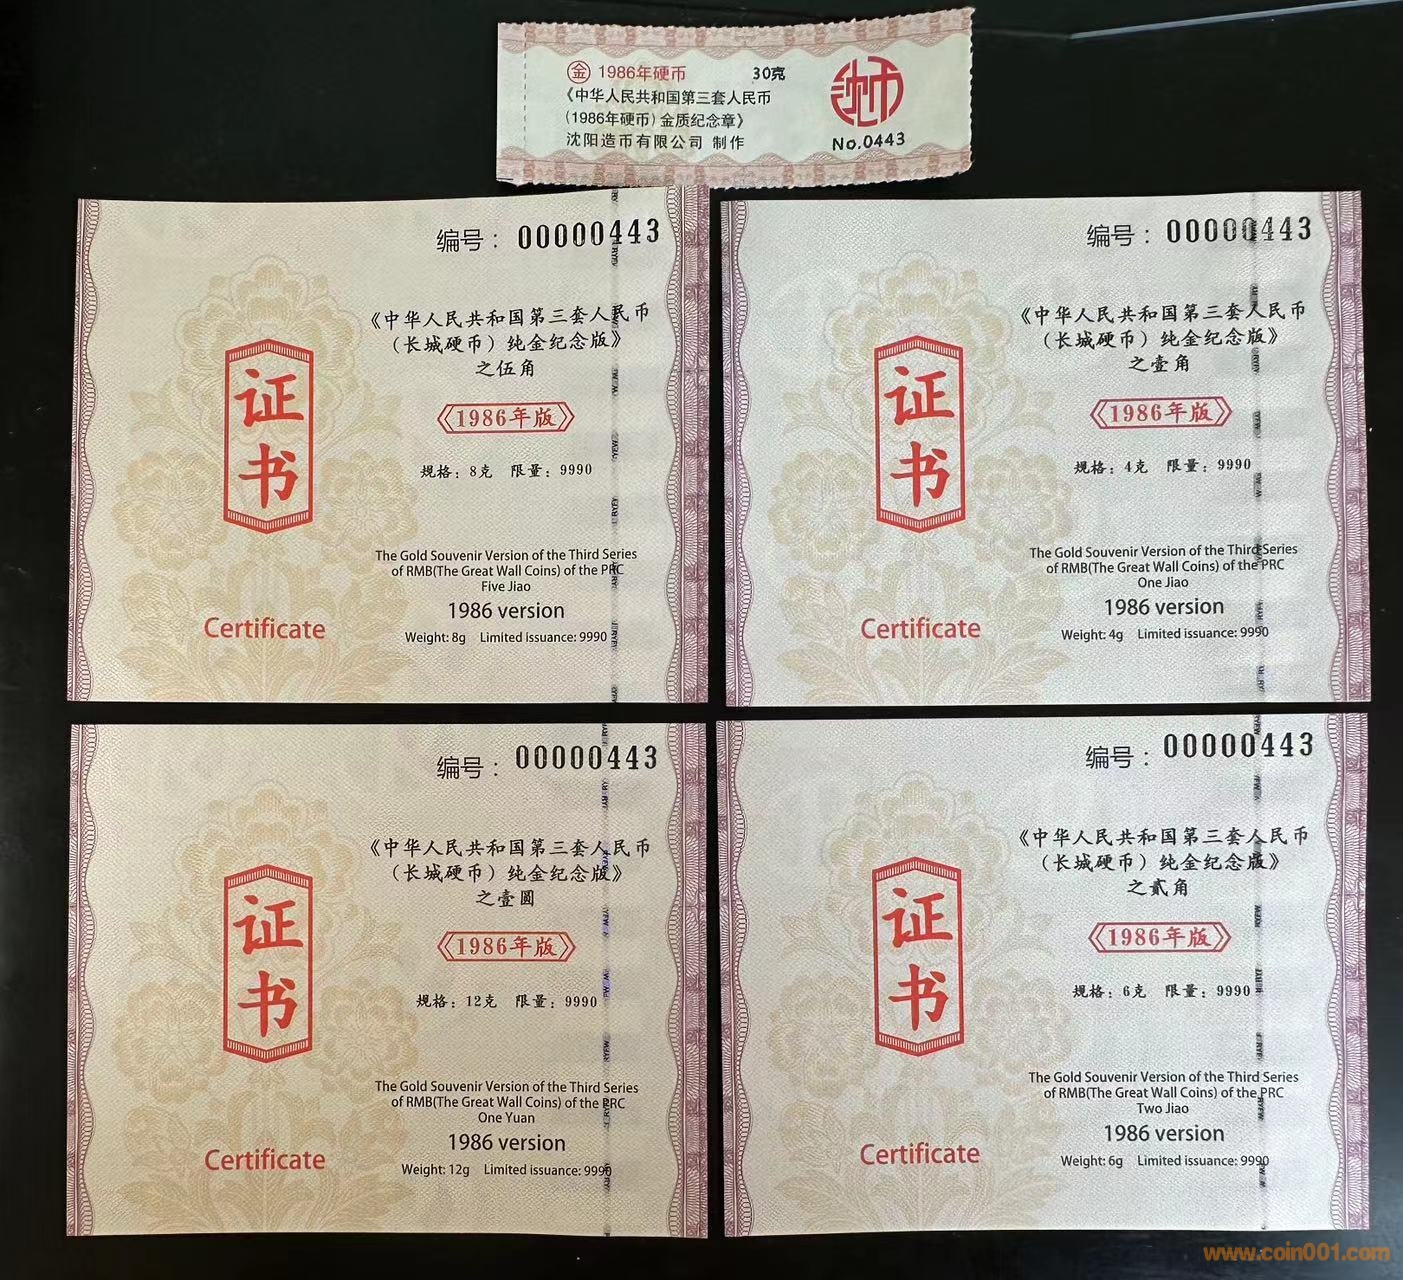 金 1986年硬币 30克
《中华人民共和国第三套人民币
(1986年硬币) 金质纪念章》
沈阳造币有限公司 制作
No.0443
编号： 00000443
《中华人民共和国第三套人民币
(长城硬币) 纯金纪念版》
之伍角
证书
《1986年版》
规格：8克 限量：9990
The Gold Souvenir Version of the Third Series
of RMB(The Great Wall Coins) of the PRC
Five Jiao
1986 version
Certificate
Weight: 8g Limited issuance: 9990
编号： 00000443
《中华人民共和国第三套人民币
(长城硬币) 纯金纪念版》
之壹角
证书
《1986年版》
规格：4克 限量：9990
The Gold Souvenir Version of the Third Series
of RMB(The Great Wall Coins) of the PRC
One Jiao
1986 version
Certificate
Weight: 4g Limited issuance: 9990
编号： 00000443
《中华人民共和国第三套人民币
(长城硬币) 纯金纪念版》
之壹圆
证书
《1986年版》
规格：12克 限量：9990
The Gold Souvenir Version of the Third Series
of RMB(The Great Wall Coins) of the PRC
One Yuan
1986 version
Certificate
Weight: 12g Limited issuance: 9990
编号： 00000443
《中华人民共和国第三套人民币
(长城硬币) 纯金纪念版》
之贰角
证书
《1986年版》
规格：6克 限量：9990
The Gold Souvenir Version of the Third Series
of RMB(The Great Wall Coins) of the PRC
Two Jiao
1986 version
Certificate
Weight: 6g Limited issuance: 9990
www.coin001.com